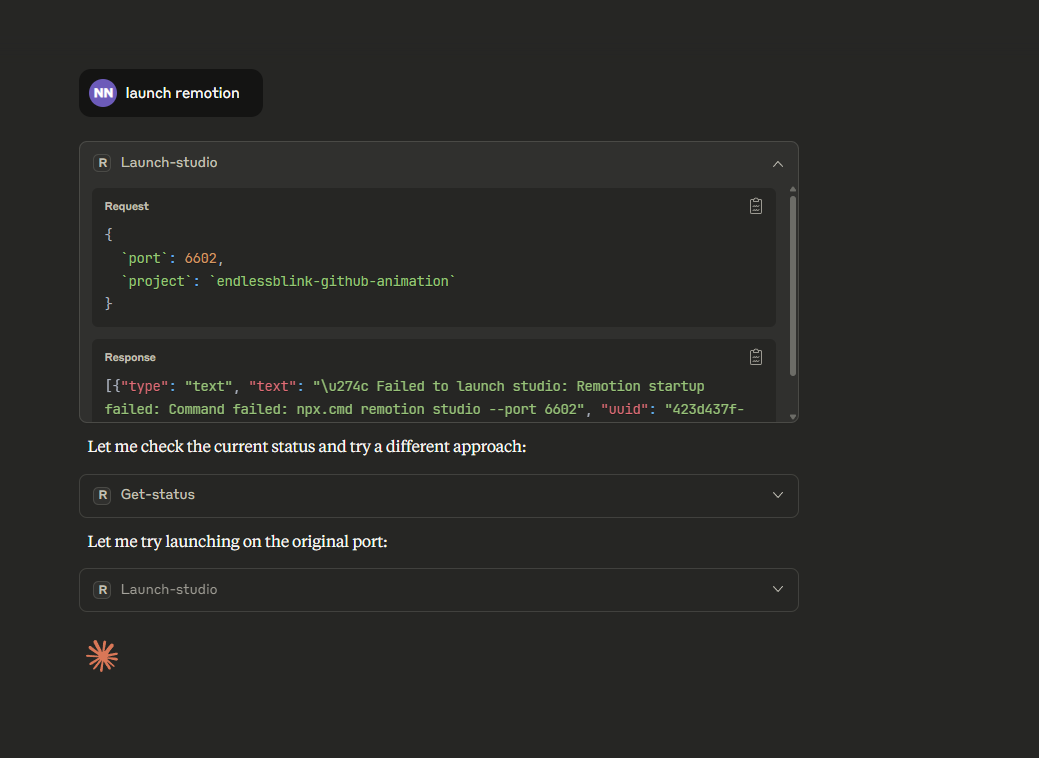 NN launch remotion
R Launch-studio
Request
{
`port`: 6602,
`project`: `endlessblink-github-animation`
}
Response
[{"type": "text", "text": "\u274c Failed to launch studio: Remotion startup
failed: Command failed: npx.cmd remotion studio --port 6602", "uuid": "423d437f-
Let me check the current status and try a different approach:
R Get-status
Let me try launching on the original port:
R Launch-studio